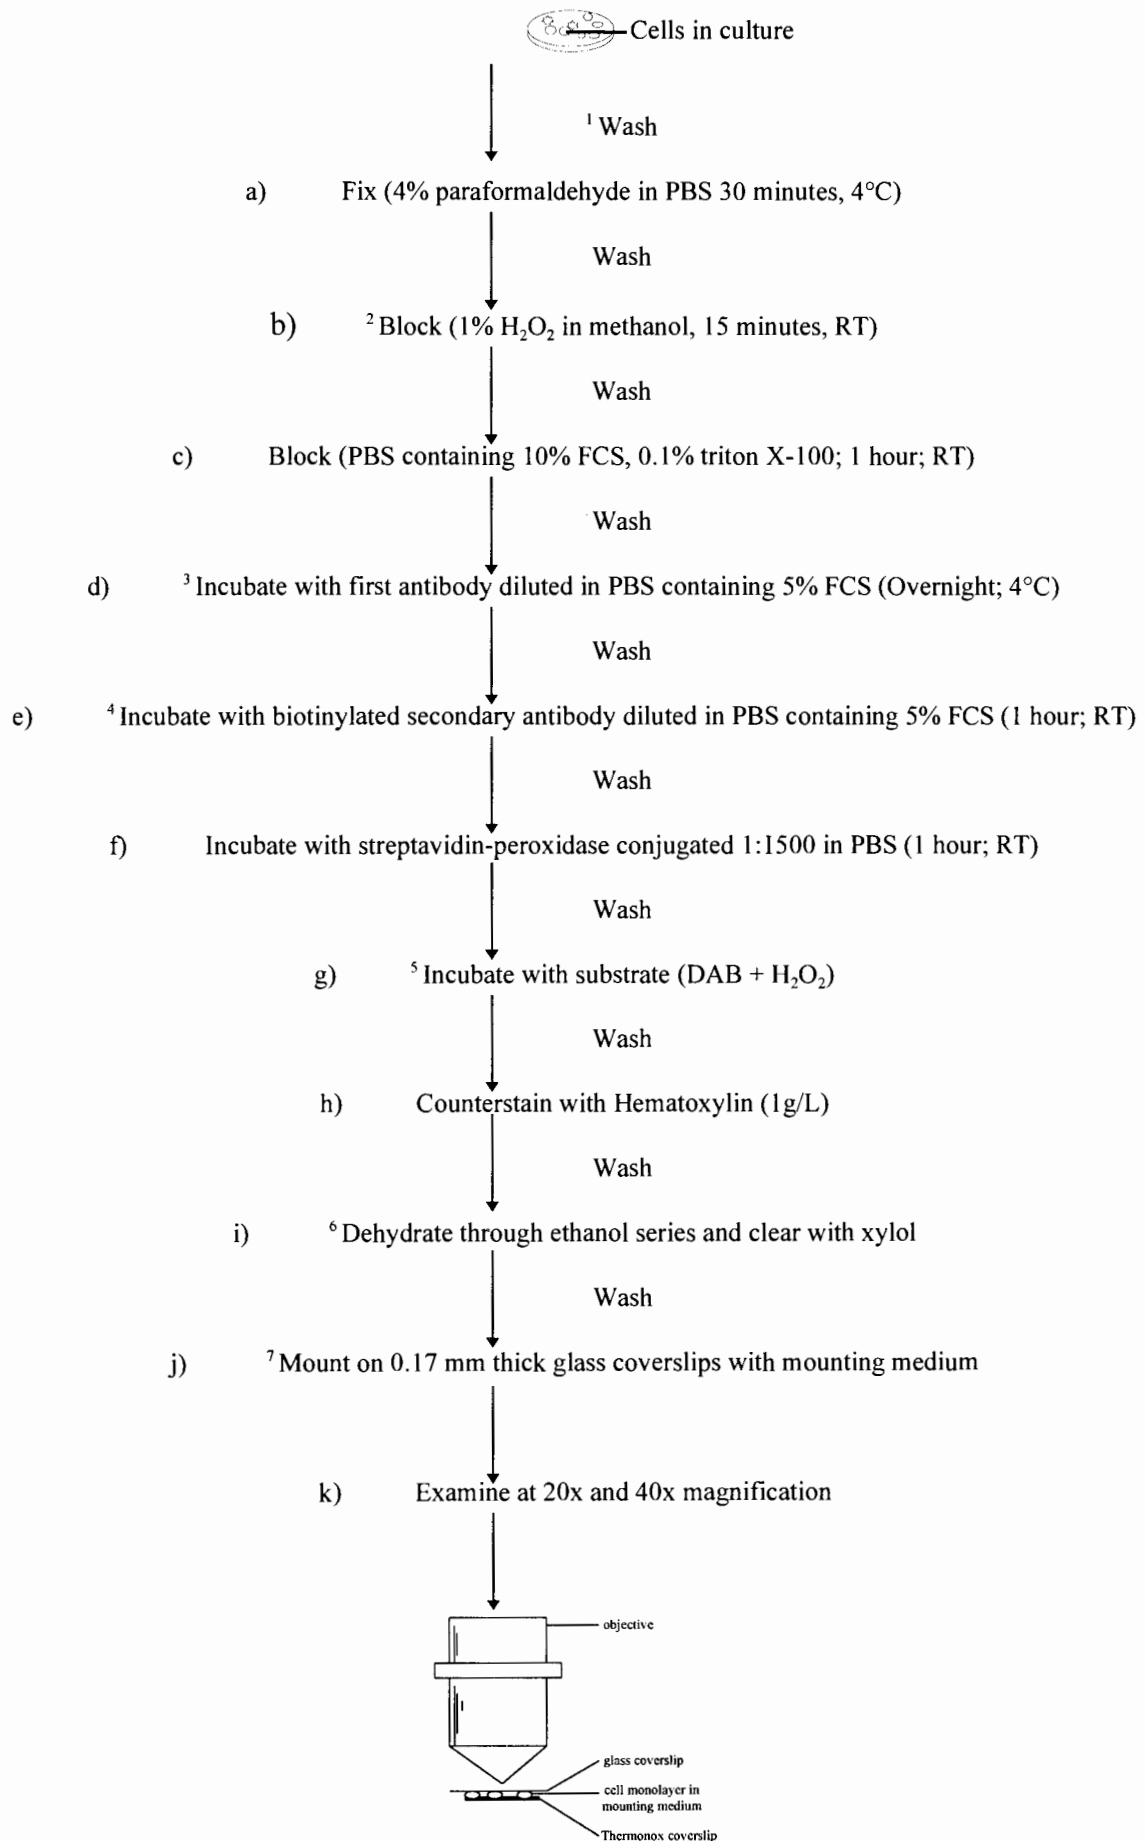 Cells in culture
¹ Wash
a) Fix (4% paraformaldehyde in PBS 30 minutes, 4°C)
Wash
b) ² Block (1% H₂O₂ in methanol, 15 minutes, RT)
Wash
c) Block (PBS containing 10% FCS, 0.1% triton X-100; 1 hour; RT)
Wash
d) ³ Incubate with first antibody diluted in PBS containing 5% FCS (Overnight; 4°C)
Wash
e) ⁴ Incubate with biotinylated secondary antibody diluted in PBS containing 5% FCS (1 hour; RT)
Wash
f) Incubate with streptavidin-peroxidase conjugated 1:1500 in PBS (1 hour; RT)
Wash
g) ⁵ Incubate with substrate (DAB + H₂O₂)
Wash
h) Counterstain with Hematoxylin (1g/L)
Wash
i) ⁶ Dehydrate through ethanol series and clear with xylol
Wash
j) ⁷ Mount on 0.17 mm thick glass coverslips with mounting medium
k) Examine at 20x and 40x magnification
objective
glass coverslip
cell monolayer in
mounting medium
Thermonox coverslip